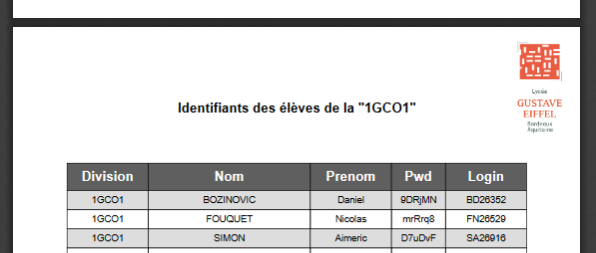 Lycée
GUSTAVE
EIFFEL
Bordeaux
Aquitaine
Identifiants des élèves de la "1GCO1"
Division Nom Prenom Pwd Login
1GCO1 BOZINOVIC Daniel 9DRjMN BD26352
1GCO1 FOUQUET Nicolas mrRrq8 FN26529
1GCO1 SIMON Aimeric D7uDvF SA26916